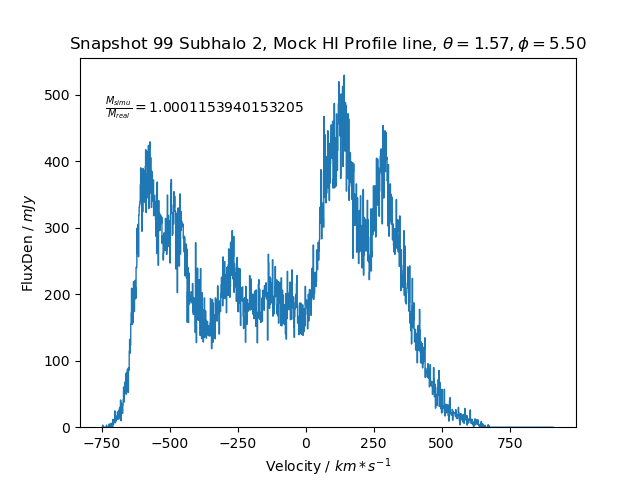 Snapshot 99 Subhalo 2, Mock HI Profile line, θ = 1.57, ϕ = 5.50
M_simu/M_real = 1.0001153940153205
FluxDen / mJy
500
400
300
200
100
0
−750 −500 −250 0 250 500 750
Velocity / km * s⁻¹